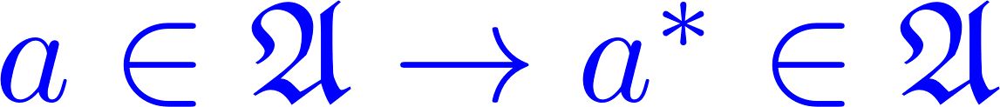 a ∈ 𝔄 → a* ∈ 𝔄